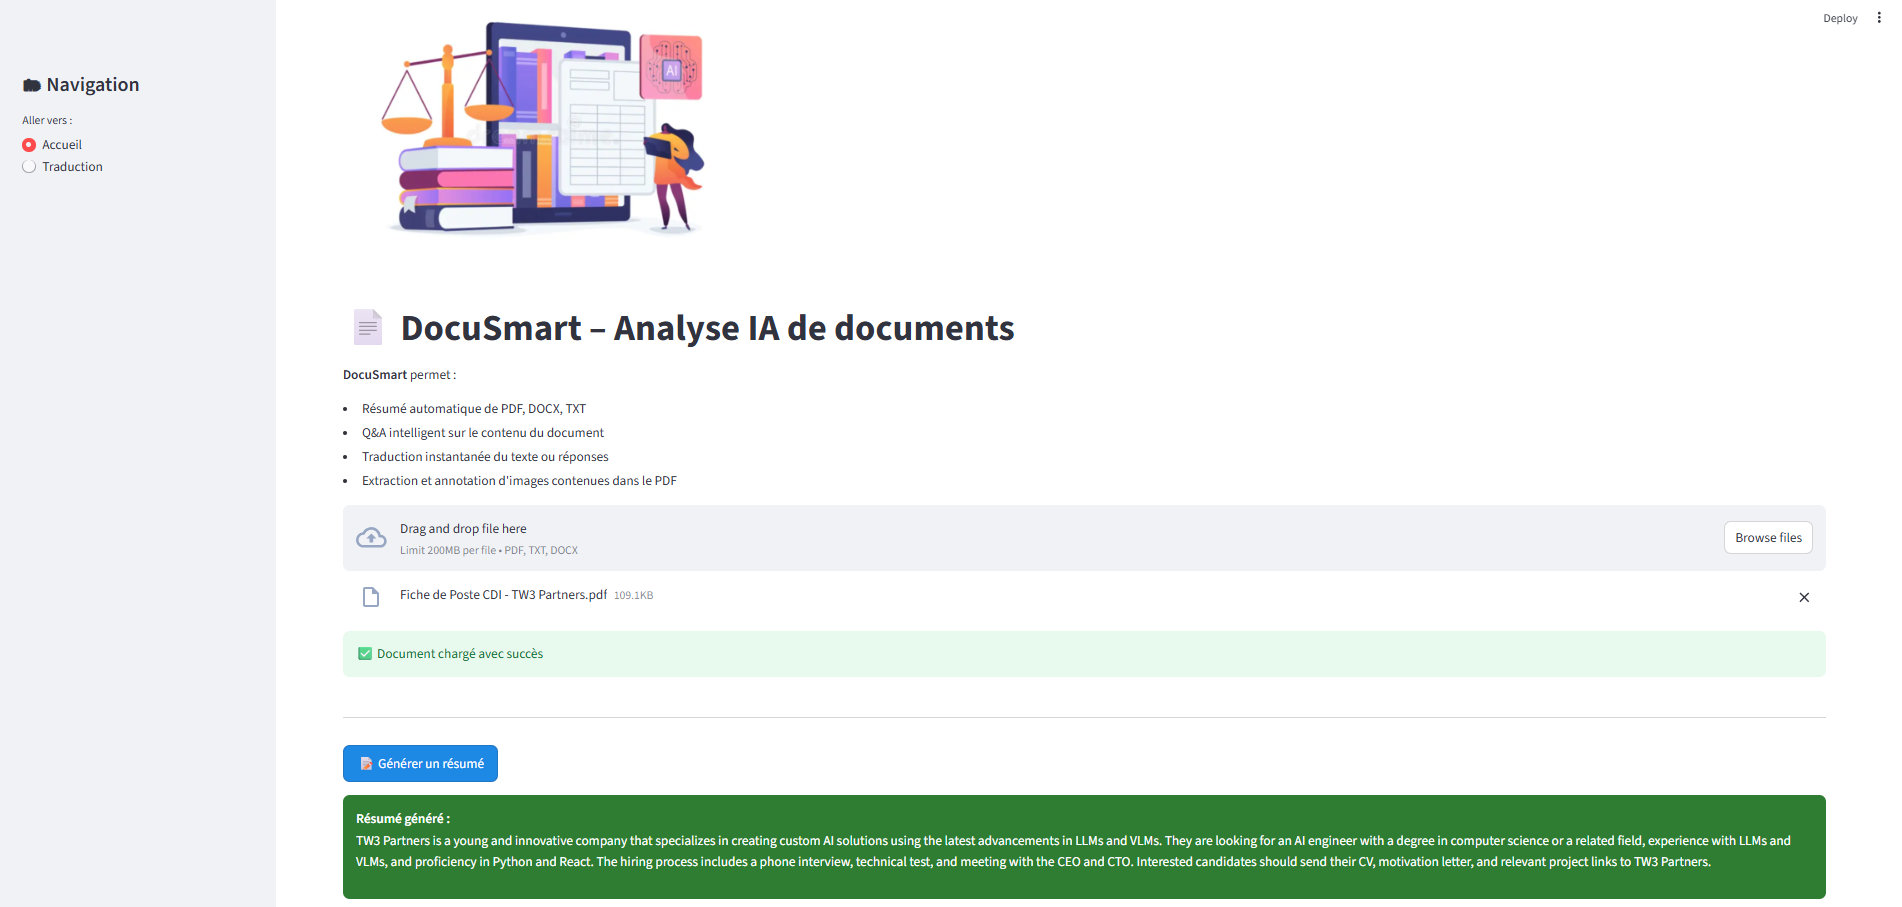 Deploy
Navigation
Aller vers :
Accueil
Traduction
AI
DocuSmart – Analyse IA de documents
DocuSmart permet :
Résumé automatique de PDF, DOCX, TXT
Q&A intelligent sur le contenu du document
Traduction instantanée du texte ou réponses
Extraction et annotation d'images contenues dans le PDF
Drag and drop file here
Limit 200MB per file • PDF, TXT, DOCX
Browse files
Fiche de Poste CDI - TW3 Partners.pdf 109.1KB
Document chargé avec succès
Générer un résumé
Résumé généré :
TW3 Partners is a young and innovative company that specializes in creating custom AI solutions using the latest advancements in LLMs and VLMs. They are looking for an AI engineer with a degree in computer science or a related field, experience with LLMs and
VLMs, and proficiency in Python and React. The hiring process includes a phone interview, technical test, and meeting with the CEO and CTO. Interested candidates should send their CV, motivation letter, and relevant project links to TW3 Partners.